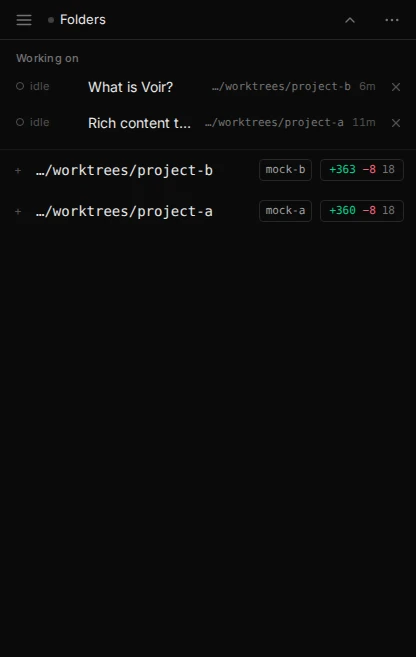 Folders
Working on
idle What is Voir? …/worktrees/project-b 6m
idle Rich content t... …/worktrees/project-a 11m
+ …/worktrees/project-b mock-b +363 −8 18
+ …/worktrees/project-a mock-a +360 −8 18